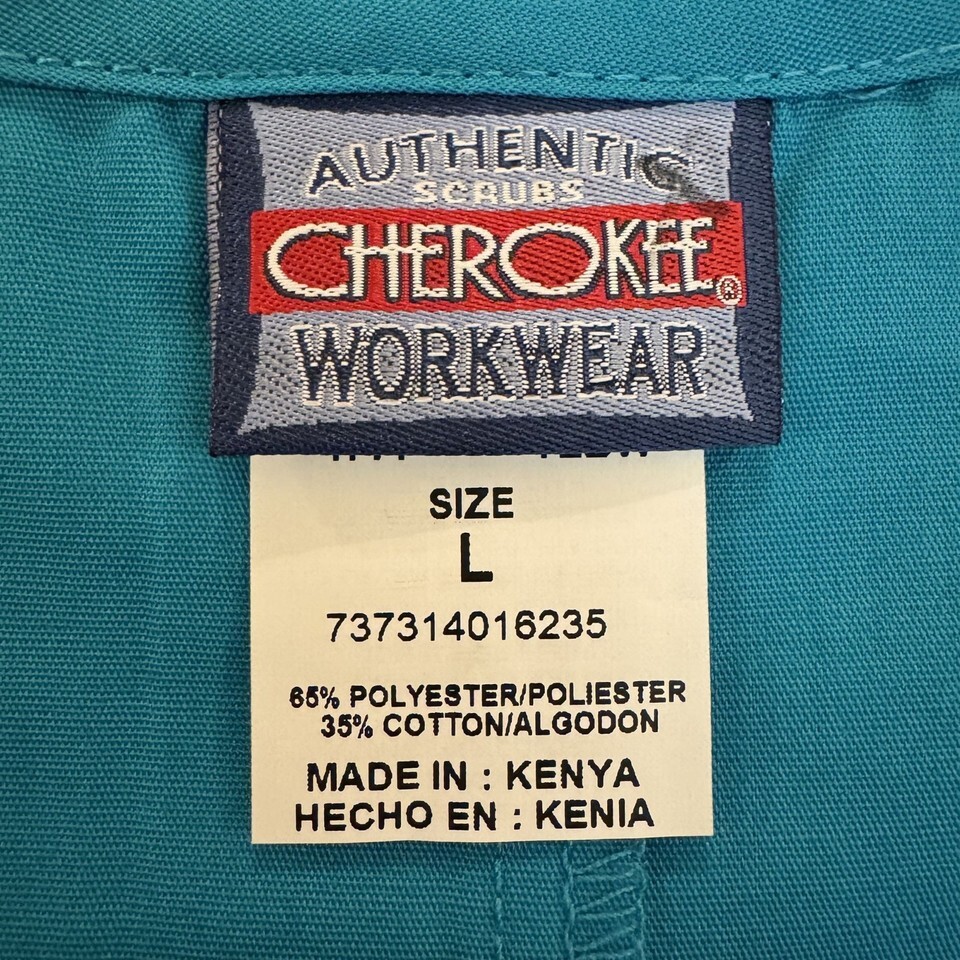 AUTHENTIC
SCRUBS
CHEROKEE®
WORKWEAR
SIZE
L
737314016235
65% POLYESTER/POLIESTER
35% COTTON/ALGODON
MADE IN : KENYA
HECHO EN : KENIA